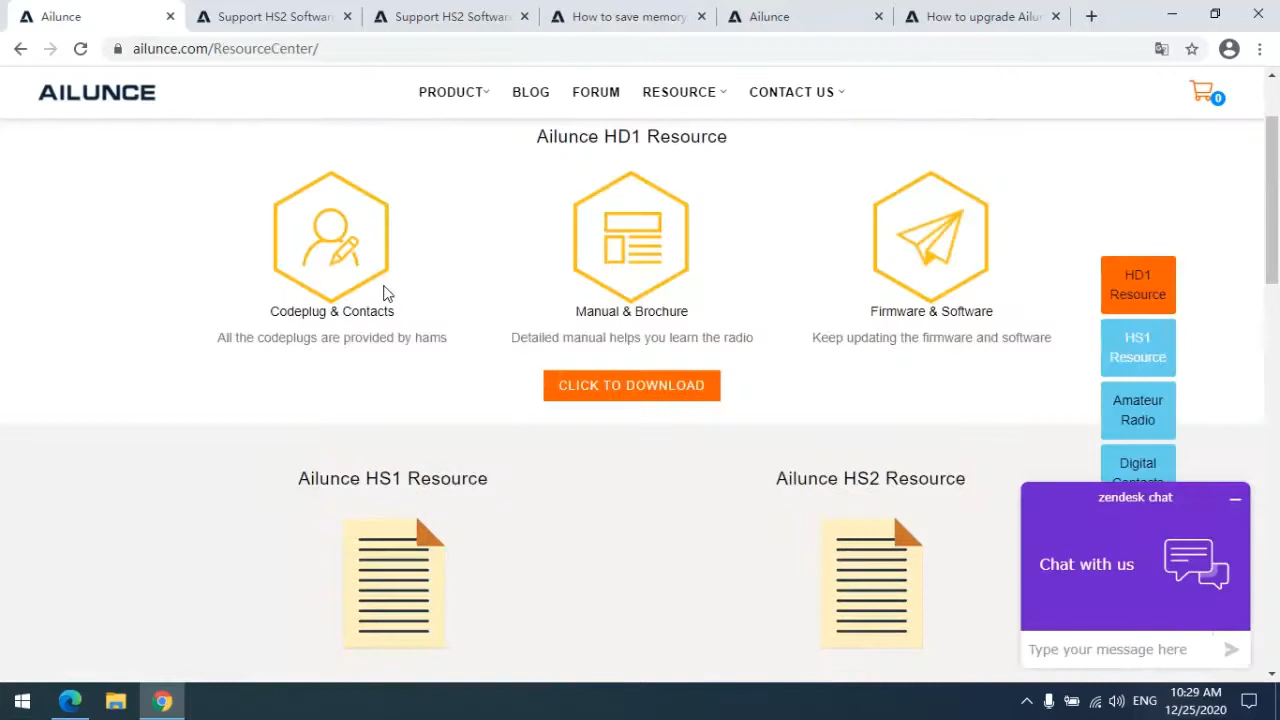 Ailunce
Support HS2 Softwar
Support HS2 Softwar
How to save memory
Ailunce
How to upgrade Ailu
ailunce.com/ResourceCenter/
AILUNCE
PRODUCT
BLOG
FORUM
RESOURCE
CONTACT US
0
Ailunce HD1 Resource
Codeplug & Contacts
Manual & Brochure
Firmware & Software
All the codeplugs are provided by hams
Detailed manual helps you learn the radio
Keep updating the firmware and software
CLICK TO DOWNLOAD
HD1
Resource
HS1
Resource
Amateur
Radio
Digital
Contacts
Ailunce HS1 Resource
Ailunce HS2 Resource
zendesk chat
Chat with us
Type your message here
ENG
10:29 AM
12/25/2020